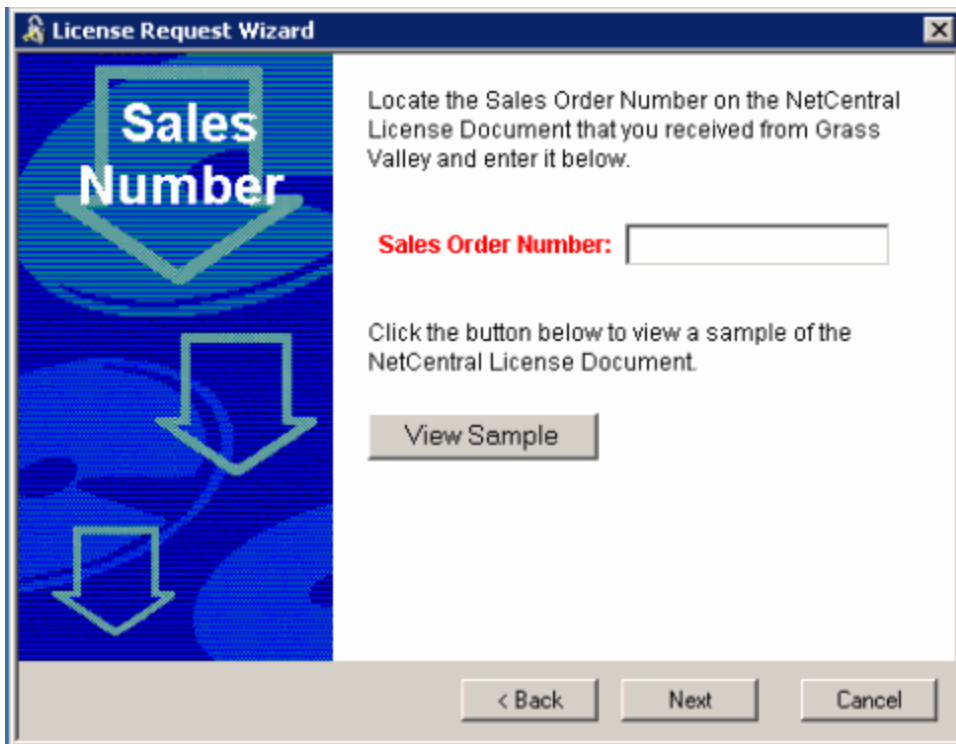 License Request Wizard
Sales
Number
Locate the Sales Order Number on the NetCentral
License Document that you received from Grass
Valley and enter it below.
Sales Order Number:
Click the button below to view a sample of the
NetCentral License Document.
View Sample
< Back
Next
Cancel